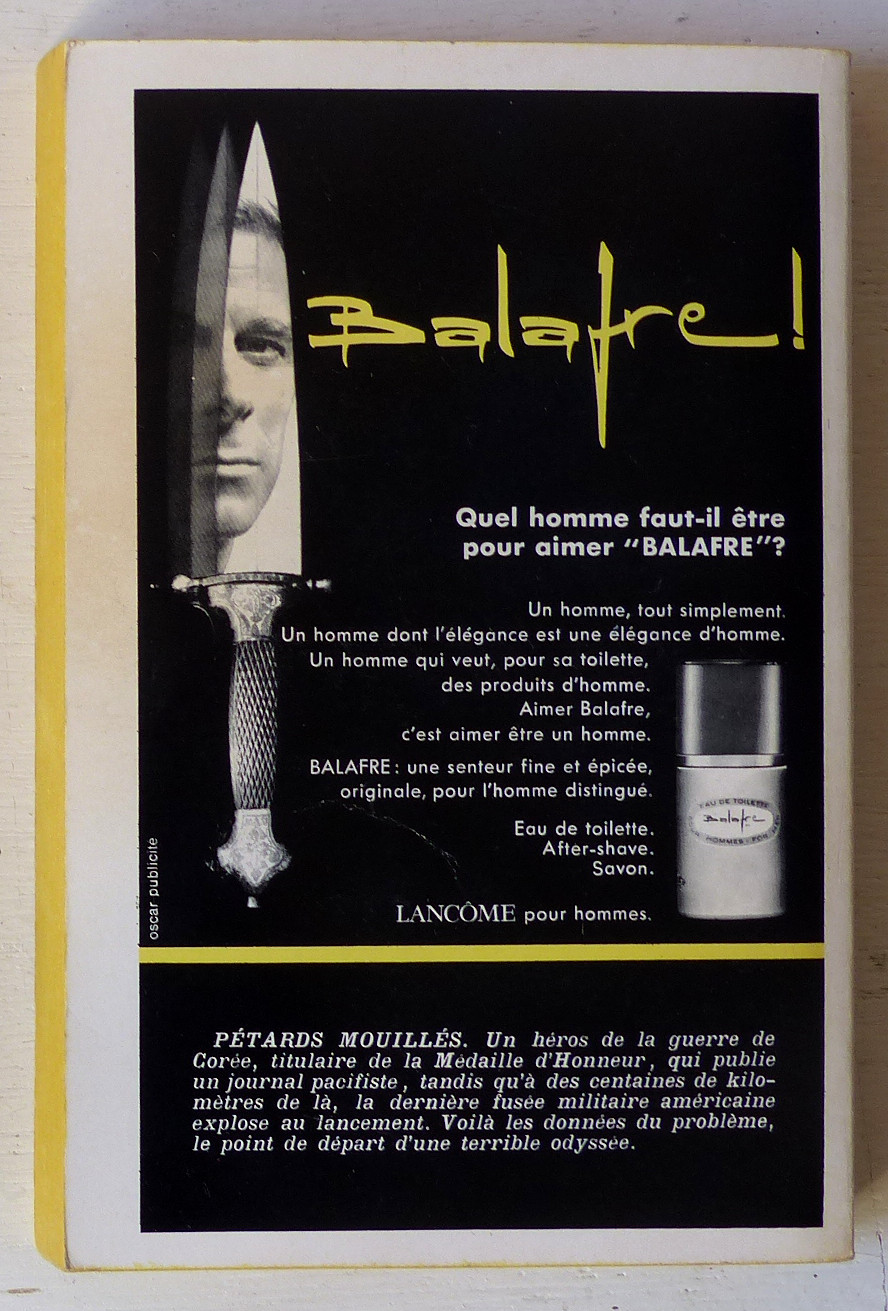 Balafre!
Quel homme faut-il être
pour aimer “BALAFRE”?
Un homme, tout simplement.
Un homme dont l'élégance est une élégance d'homme.
Un homme qui veut, pour sa toilette,
des produits d'homme.
Aimer Balafre,
c'est aimer être un homme.
BALAFRE : une senteur fine et épicée,
originale, pour l'homme distingué.
Eau de toilette.
After-shave.
Savon.
LANCÔME pour hommes.
EAU DE TOILETTE
Balafre
HOMMES - FOR MEN
oscar publicite
PÉTARDS MOUILLÉS. Un héros de la guerre de
Corée, titulaire de la Médaille d'Honneur, qui publie
un journal pacifiste, tandis qu'à des centaines de kilo-
mètres de là, la dernière fusée militaire américaine
explose au lancement. Voilà les données du problème,
le point de départ d'une terrible odyssée.